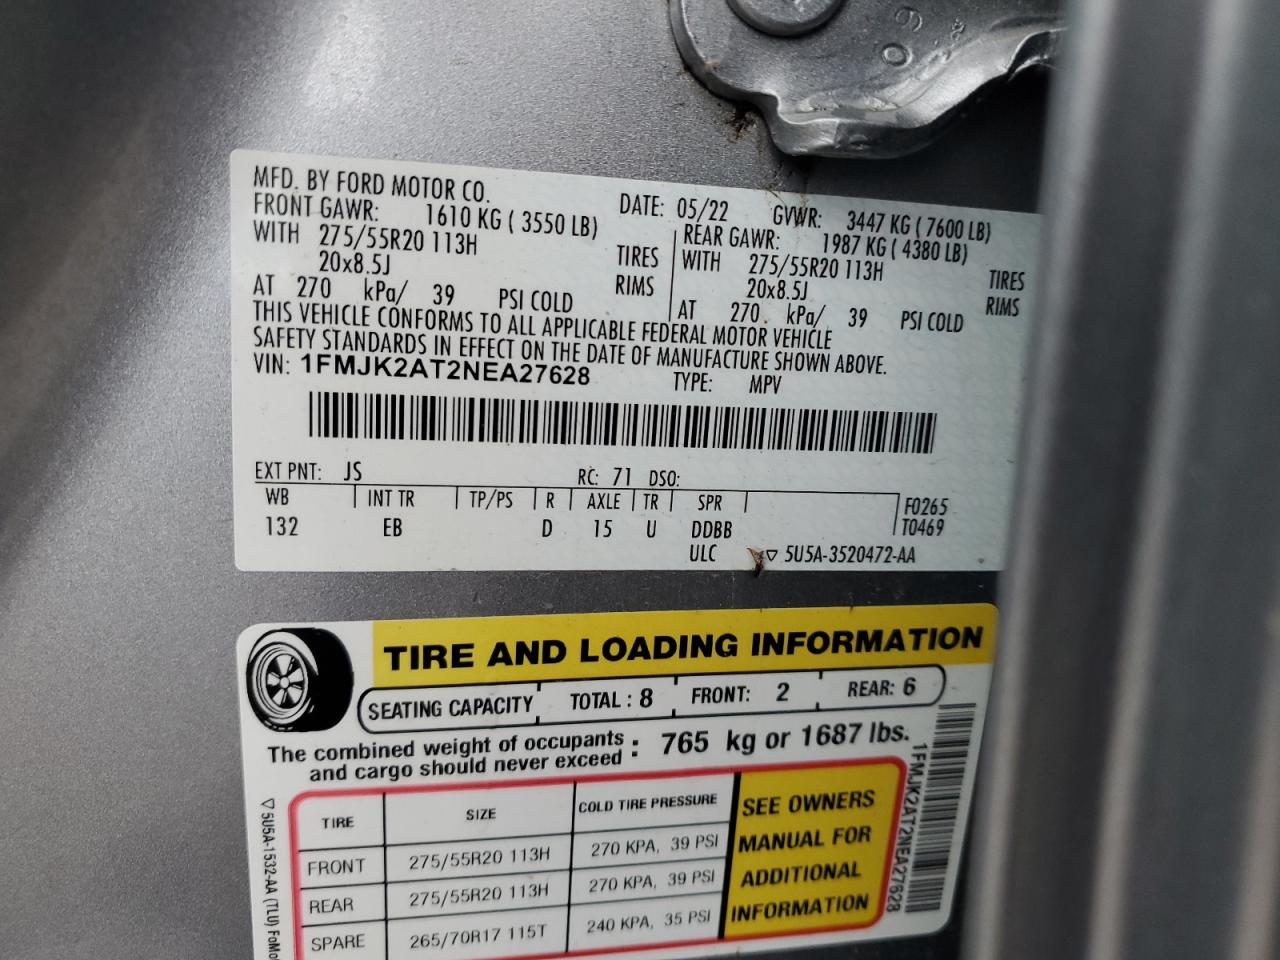 MFD. BY FORD MOTOR CO.
DATE: 05/22 GVWR: 3447 KG ( 7600 LB)
FRONT GAWR: 1610 KG ( 3550 LB)
WITH 275/55R20 113H TIRES
20x8.5J RIMS
AT 270 kPa/ 39 PSI COLD
REAR GAWR: 1987 KG ( 4380 LB)
WITH 275/55R20 113H TIRES
20x8.5J RIMS
AT 270 kPa/ 39 PSI COLD
THIS VEHICLE CONFORMS TO ALL APPLICABLE FEDERAL MOTOR VEHICLE
SAFETY STANDARDS IN EFFECT ON THE DATE OF MANUFACTURE SHOWN ABOVE.
VIN: 1FMJK2AT2NEA27628 TYPE: MPV
EXT PNT: JS RC: 71 DSO:
WB INT TR TP/PS R AXLE TR SPR F0265
132 EB D 15 U DDBB T0469
ULC ▽ 5U5A-3520472-AA
TIRE AND LOADING INFORMATION
SEATING CAPACITY TOTAL : 8 FRONT: 2 REAR: 6
The combined weight of occupants
and cargo should never exceed : 765 kg or 1687 lbs.
TIRE SIZE COLD TIRE PRESSURE
FRONT 275/55R20 113H 270 KPA, 39 PSI
REAR 275/55R20 113H 270 KPA, 39 PSI
SPARE 265/70R17 115T 240 KPA, 35 PSI
SEE OWNERS
MANUAL FOR
ADDITIONAL
INFORMATION
1FMJK2AT2NEA27628
▽5U5A-1532-AA (TLU)